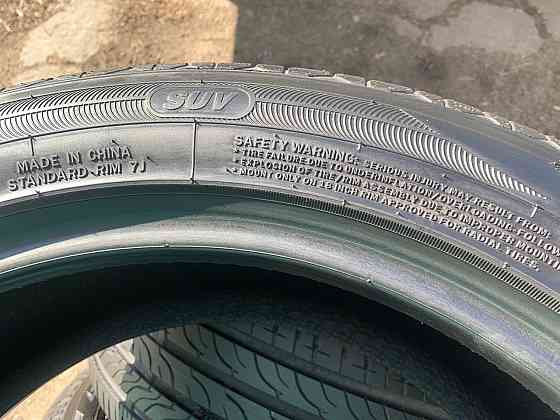 SUV
MADE IN CHINA
STANDARD RIM 7J
SAFETY WARNING: SERIOUS INJURY MAY RESULT FROM
• TIRE FAILURE DUE TO UNDERINFLATION/OVERLOADING. FOLLOW
• EXPLOSION OF TIRE / RIM ASSEMBLY DUE TO IMPROPER MOUNTI
MOUNT ONLY ON 18 INCH RIM APPROVED FOR RADIAL TIRES.